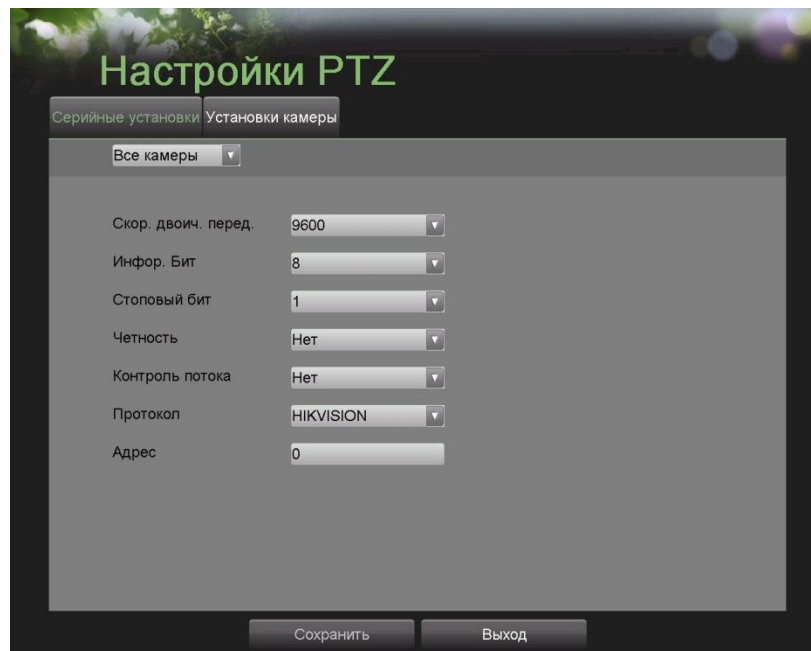 Настройки PTZ
Серийные установки Установки камеры
Все камеры
Скор. двоич. перед. 9600
Инфор. Бит 8
Стоповый бит 1
Четность Нет
Контроль потока Нет
Протокол HIKVISION
Адрес 0
Сохранить Выход